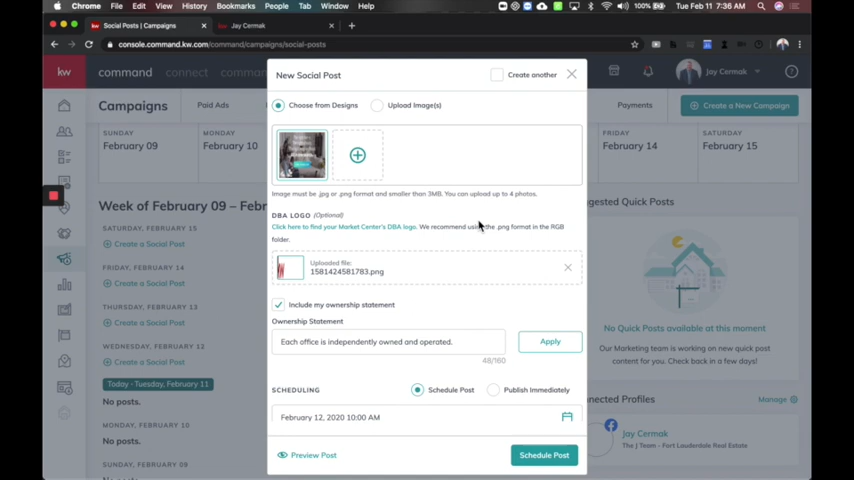 Chrome File Edit View History Bookmarks People Tab Window Help
100% Tue Feb 11 7:36 AM
Social Posts | Campaigns
Jay Cermak
console.command.kw.com/command/campaigns/social-posts
kw
command connect comman
Jay Cermak
Campaigns
Paid Ads
Payments
Create a New Campaign
SUNDAY
February 09
MONDAY
February 10
FRIDAY
February 14
SATURDAY
February 15
Week of February 09 – Febr
SATURDAY, FEBRUARY 15
Create a Social Post
FRIDAY, FEBRUARY 14
Create a Social Post
THURSDAY, FEBRUARY 13
Create a Social Post
WEDNESDAY, FEBRUARY 12
Create a Social Post
Today - Tuesday, February 11
No posts.
MONDAY, FEBRUARY 10
No posts.
SUNDAY, FEBRUARY 09
New Social Post
Create another
Choose from Designs
Upload Image(s)
Image must be .jpg or .png format and smaller than 3MB. You can upload up to 4 photos.
DBA LOGO (Optional)
Click here to find your Market Center's DBA logo. We recommend using the .png format in the RGB
folder.
Uploaded file:
1581424581783.png
Include my ownership statement
Ownership Statement
Each office is independently owned and operated.
Apply
48/160
SCHEDULING
Schedule Post
Publish Immediately
February 12, 2020 10:00 AM
Preview Post
Schedule Post
ggested Quick Posts
No Quick Posts available at this moment
Our Marketing team is working on new quick post
content for you. Check back in a few days!
nnected Profiles
Manage
Jay Cermak
The J Team - Fort Lauderdale Real Estate